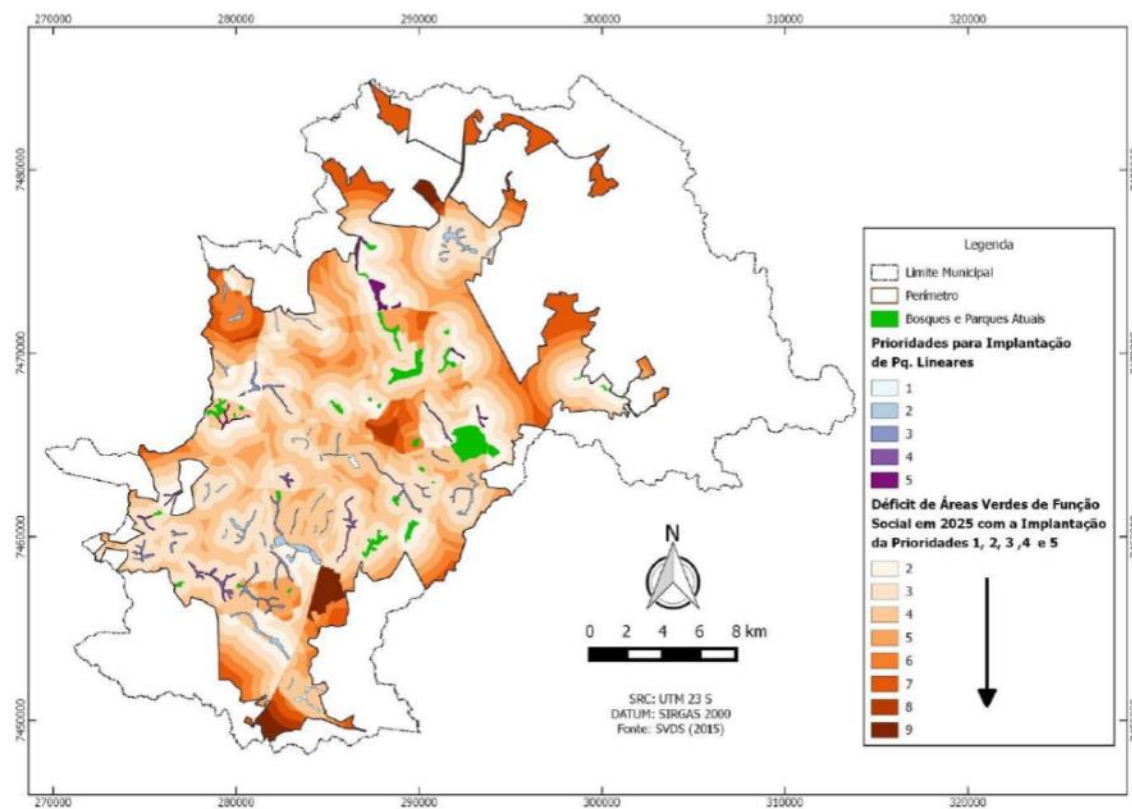 270000 280000 290000 300000 310000 320000
7480000
7470000
7460000
7450000
7480000
Legenda
Limite Municipal
Perímetro
Bosques e Parques Atuais
Prioridades para Implantação
de Pq. Lineares
1
2
3
4
5
Déficit de Áreas Verdes de Função
Social em 2025 com a Implantação
da Prioridades 1, 2, 3 ,4 e 5
2
3
4
5
6
7
8
9
N
0 2 4 6 8 km
SRC: UTM 23 S
DATUM: SIRGAS 2000
Fonte: SVDS (2015)
270000 280000 290000 300000 310000 320000